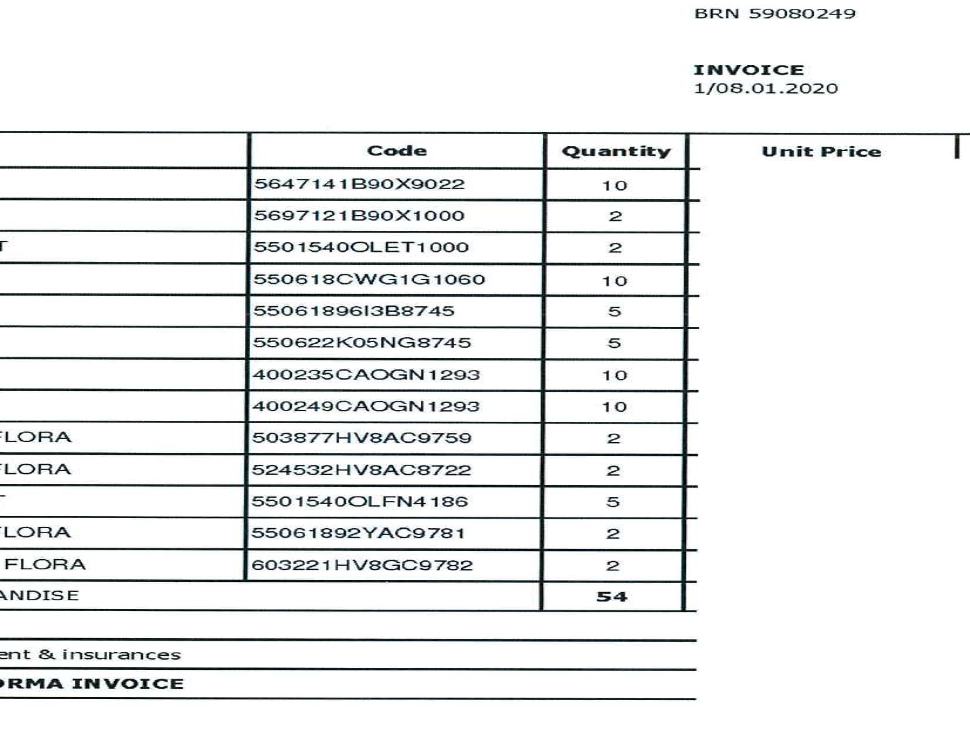 BRN 59080249
INVOICE
1/08.01.2020
Code Quantity Unit Price
5647141B90X9022 10
5697121B90X1000 2
T 5501540OLET1000 2
550618CWG1G1060 10
55061896I3B8745 5
550622K05NG8745 5
400235CAOGN1293 10
400249CAOGN1293 10
FLORA 503877HV8AC9759 2
FLORA 524532HV8AC8722 2
T 5501540OLFN4186 5
FLORA 55061892YAC9781 2
FLORA 603221HV8GC9782 2
ANDISE 54
ent & insurances
ORMA INVOICE